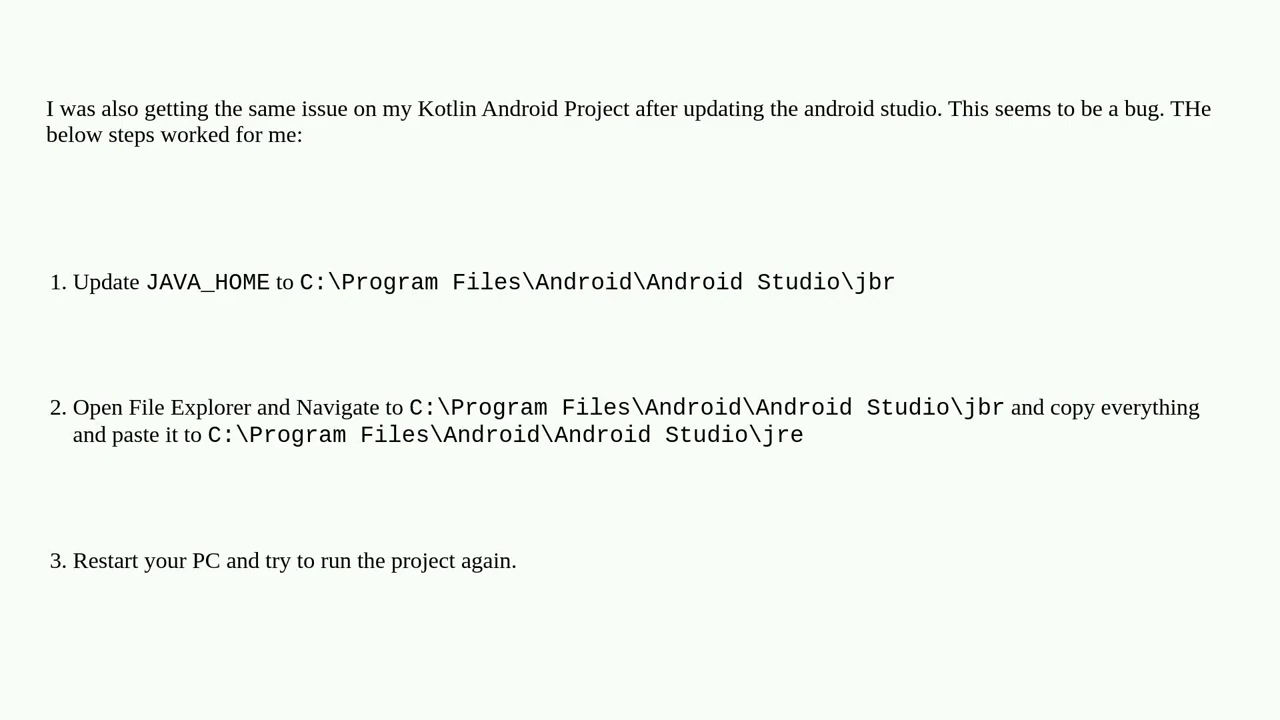 I was also getting the same issue on my Kotlin Android Project after updating the android studio. This seems to be a bug. THe
below steps worked for me:
1. Update JAVA_HOME to C:\Program Files\Android\Android Studio\jbr
2. Open File Explorer and Navigate to C:\Program Files\Android\Android Studio\jbr and copy everything
and paste it to C:\Program Files\Android\Android Studio\jre
3. Restart your PC and try to run the project again.